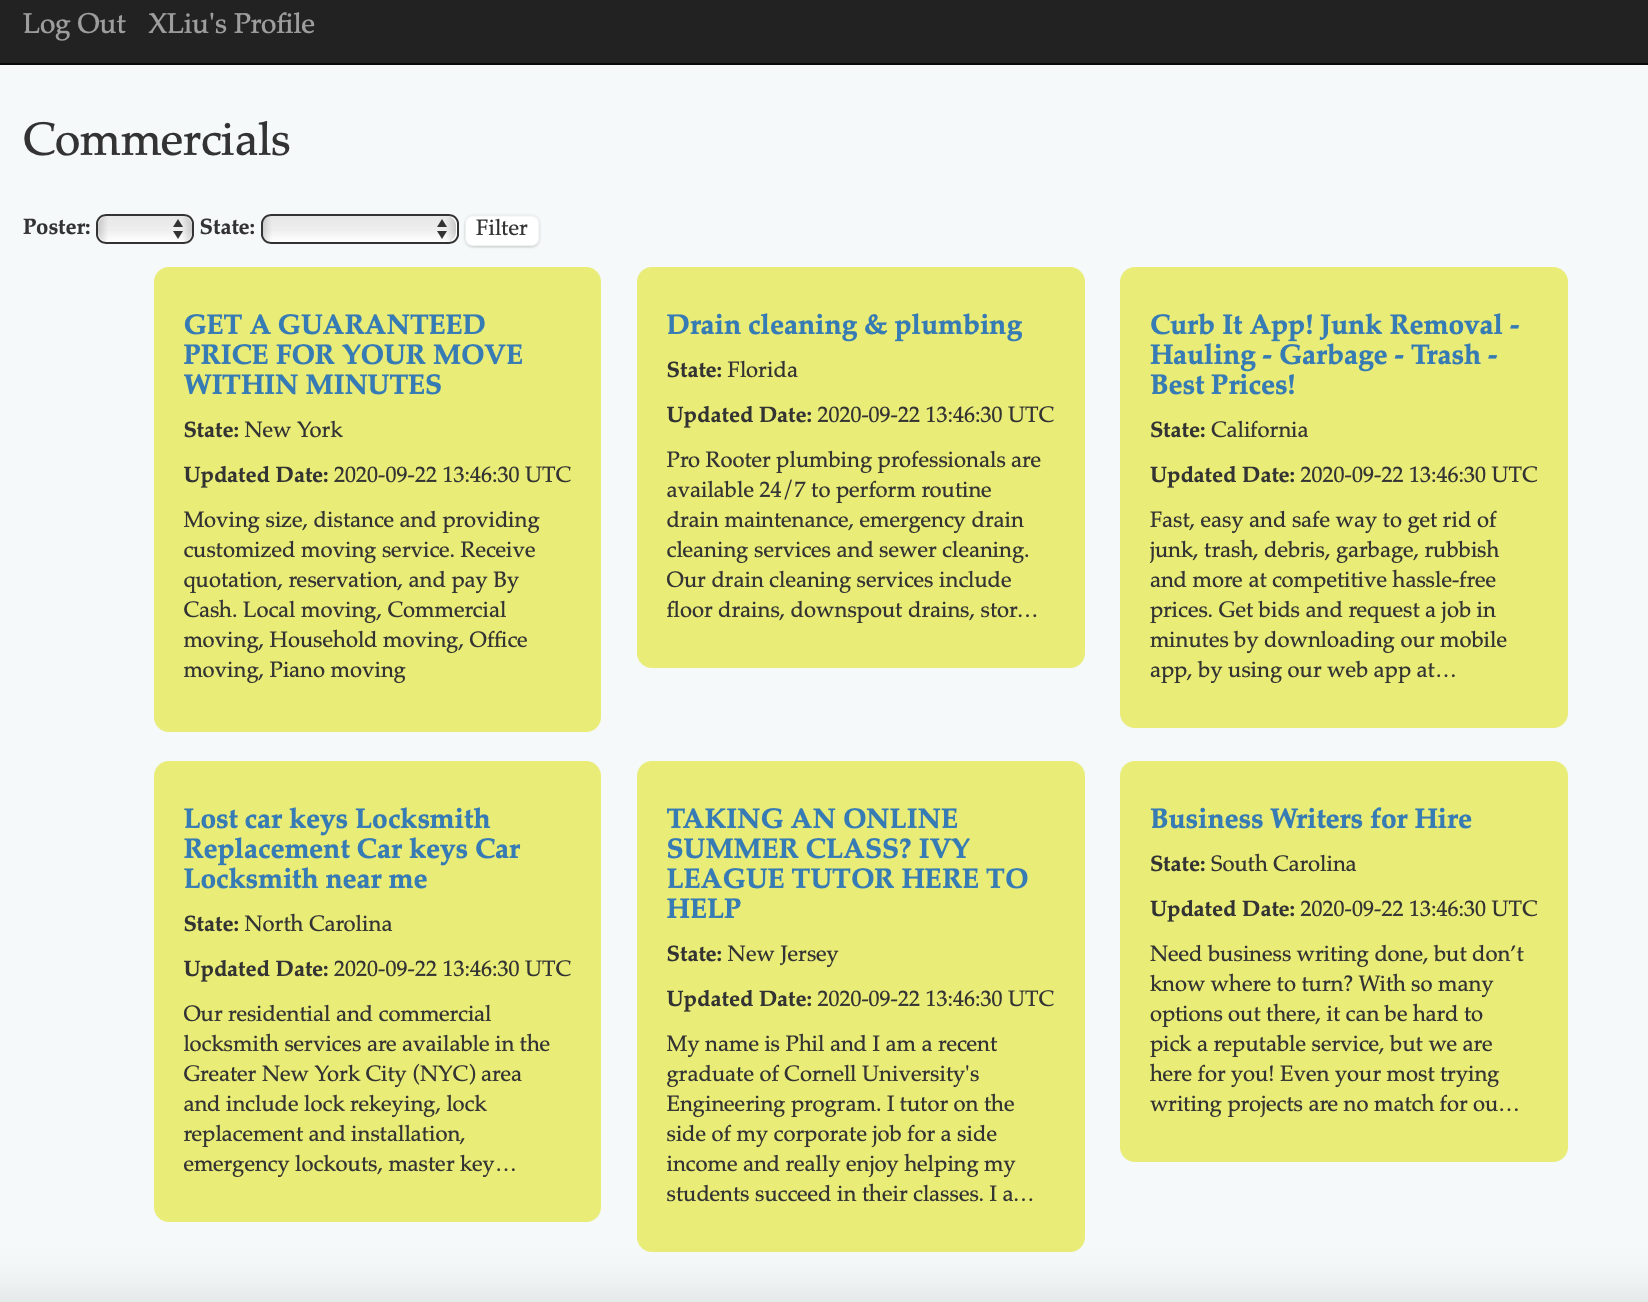 Log Out XLiu's Profile
Commercials
Poster: State: Filter
GET A GUARANTEED
PRICE FOR YOUR MOVE
WITHIN MINUTES
State: New York
Updated Date: 2020-09-22 13:46:30 UTC
Moving size, distance and providing
customized moving service. Receive
quotation, reservation, and pay By
Cash. Local moving, Commercial
moving, Household moving, Office
moving, Piano moving
Drain cleaning & plumbing
State: Florida
Updated Date: 2020-09-22 13:46:30 UTC
Pro Rooter plumbing professionals are
available 24/7 to perform routine
drain maintenance, emergency drain
cleaning services and sewer cleaning.
Our drain cleaning services include
floor drains, downspout drains, stor…
Curb It App! Junk Removal -
Hauling - Garbage - Trash -
Best Prices!
State: California
Updated Date: 2020-09-22 13:46:30 UTC
Fast, easy and safe way to get rid of
junk, trash, debris, garbage, rubbish
and more at competitive hassle-free
prices. Get bids and request a job in
minutes by downloading our mobile
app, by using our web app at…
Lost car keys Locksmith
Replacement Car keys Car
Locksmith near me
State: North Carolina
Updated Date: 2020-09-22 13:46:30 UTC
Our residential and commercial
locksmith services are available in the
Greater New York City (NYC) area
and include lock rekeying, lock
replacement and installation,
emergency lockouts, master key…
TAKING AN ONLINE
SUMMER CLASS? IVY
LEAGUE TUTOR HERE TO
HELP
State: New Jersey
Updated Date: 2020-09-22 13:46:30 UTC
My name is Phil and I am a recent
graduate of Cornell University's
Engineering program. I tutor on the
side of my corporate job for a side
income and really enjoy helping my
students succeed in their classes. I a…
Business Writers for Hire
State: South Carolina
Updated Date: 2020-09-22 13:46:30 UTC
Need business writing done, but don’t
know where to turn? With so many
options out there, it can be hard to
pick a reputable service, but we are
here for you! Even your most trying
writing projects are no match for ou…